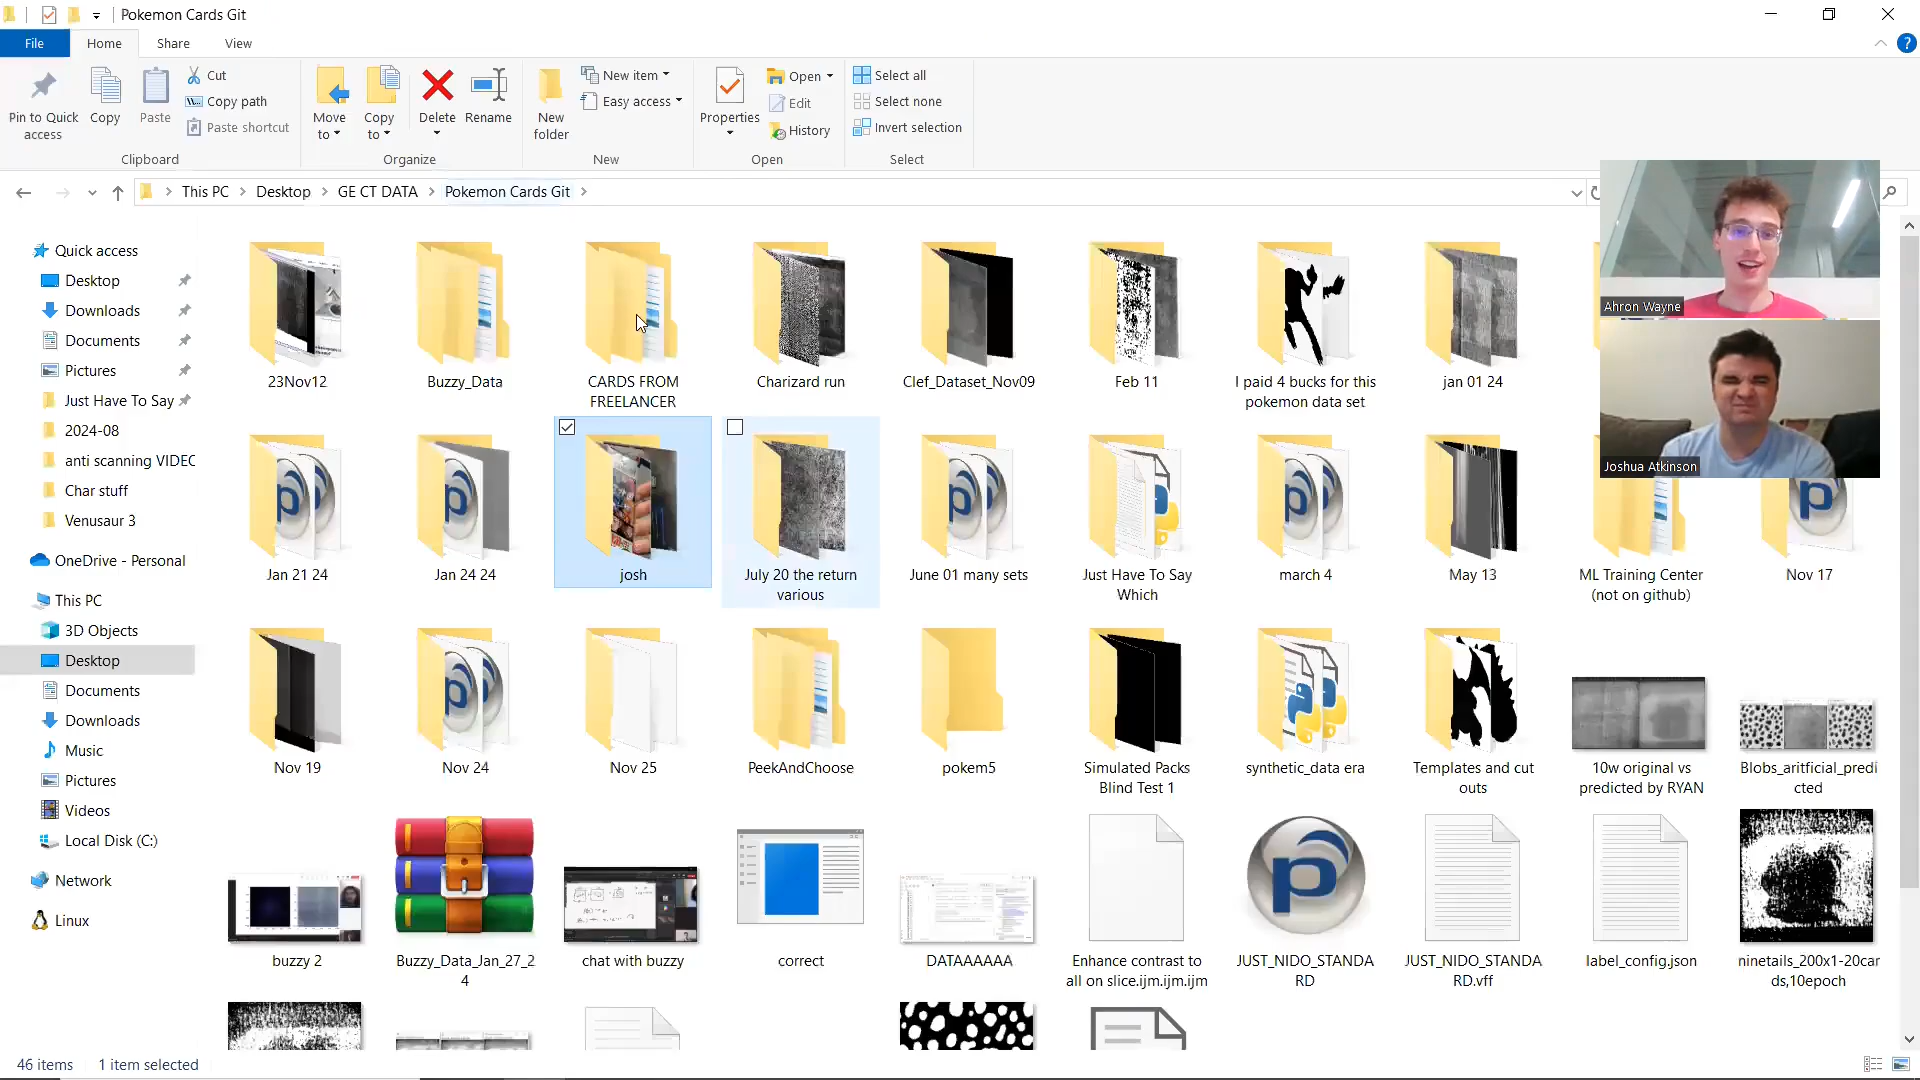 Pokemon Cards Git
File
Home
Share
View
Pin to Quick
access
Copy
Paste
Cut
Copy path
Paste shortcut
Move
to
Copy
to
Delete
Rename
New
folder
New item
Easy access
Properties
Open
Edit
History
Select all
Select none
Invert selection
Clipboard
Organize
New
Open
Select
This PC
Desktop
GE CT DATA
Pokemon Cards Git
Quick access
Desktop
Downloads
Documents
Pictures
Just Have To Say
2024-08
anti scanning VIDEC
Char stuff
Venusaur 3
OneDrive - Personal
This PC
3D Objects
Desktop
Documents
Downloads
Music
Pictures
Videos
Local Disk (C:)
Network
Linux
23Nov12
Buzzy_Data
CARDS FROM
FREELANCER
Charizard run
Clef_Dataset_Nov09
Feb 11
I paid 4 bucks for this
pokemon data set
jan 01 24
Ahron Wayne
Joshua Atkinson
Jan 21 24
Jan 24 24
josh
July 20 the return
various
June 01 many sets
Just Have To Say
Which
march 4
May 13
ML Training Center
(not on github)
Nov 17
Nov 19
Nov 24
Nov 25
PeekAndChoose
pokem5
Simulated Packs
Blind Test 1
synthetic_data era
Templates and cut
outs
10w original vs
predicted by RYAN
Blobs_aritficial_predi
cted
buzzy 2
Buzzy_Data_Jan_27_2
4
chat with buzzy
correct
DATAAAAAA
Enhance contrast to
all on slice.ijm.ijm.ijm
JUST_NIDO_STANDA
RD
JUST_NIDO_STANDA
RD.vff
label_config.json
ninetails_200x1-20car
ds,10epoch
46 items
1 item selected